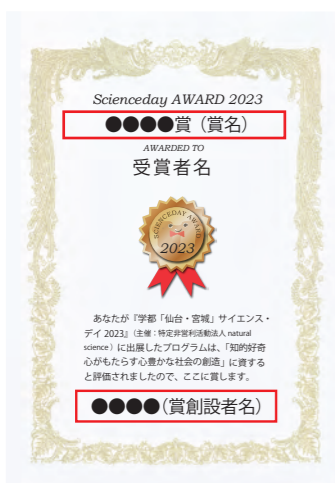 Scienceday AWARD 2023
●●●●賞（賞名）
AWARDED TO
受賞者名
SCIENCEDAY AWARD
2023
あなたが『学都「仙台・宮城」サイエンス・
デイ 2023』（主催：特定非営利活動法人 natural
science）に出展したプログラムは、「知的好奇
心がもたらす心豊かな社会の創造」に資する
と評価されましたので、ここに賞します。
●●●●(賞創設者名)